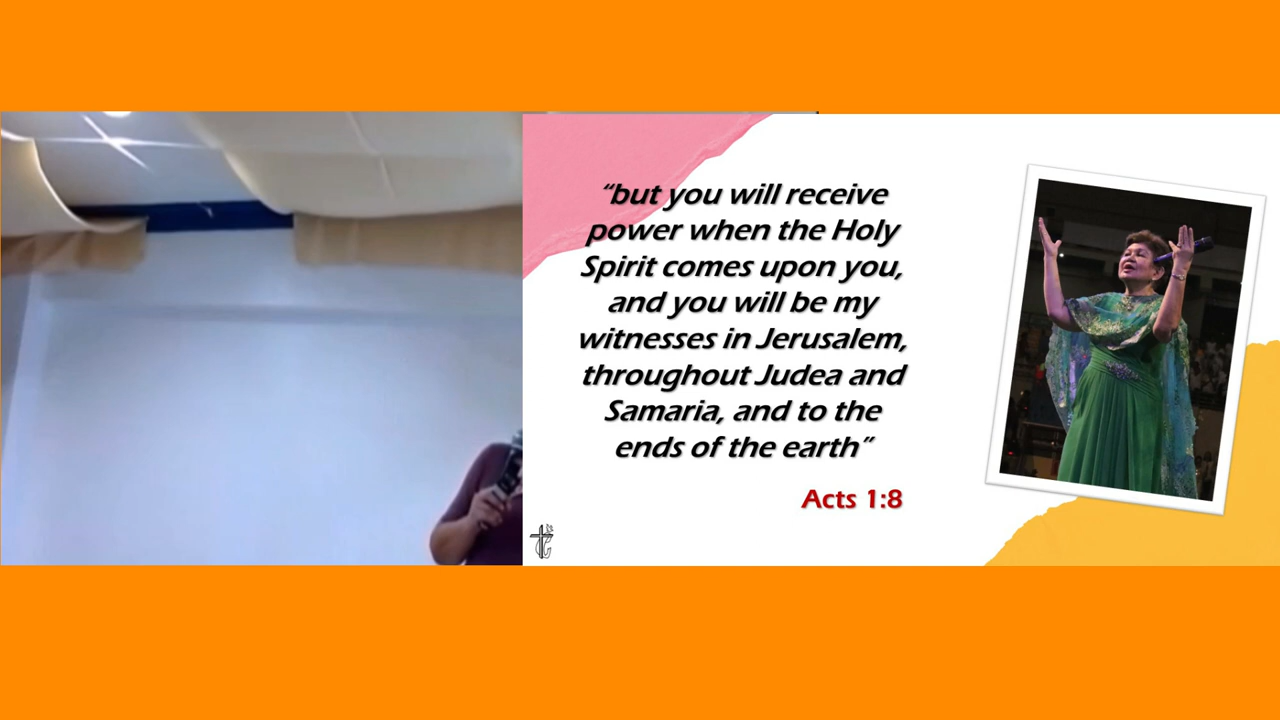 “but you will receive
power when the Holy
Spirit comes upon you,
and you will be my
witnesses in Jerusalem,
throughout Judea and
Samaria, and to the
ends of the earth”
Acts 1:8